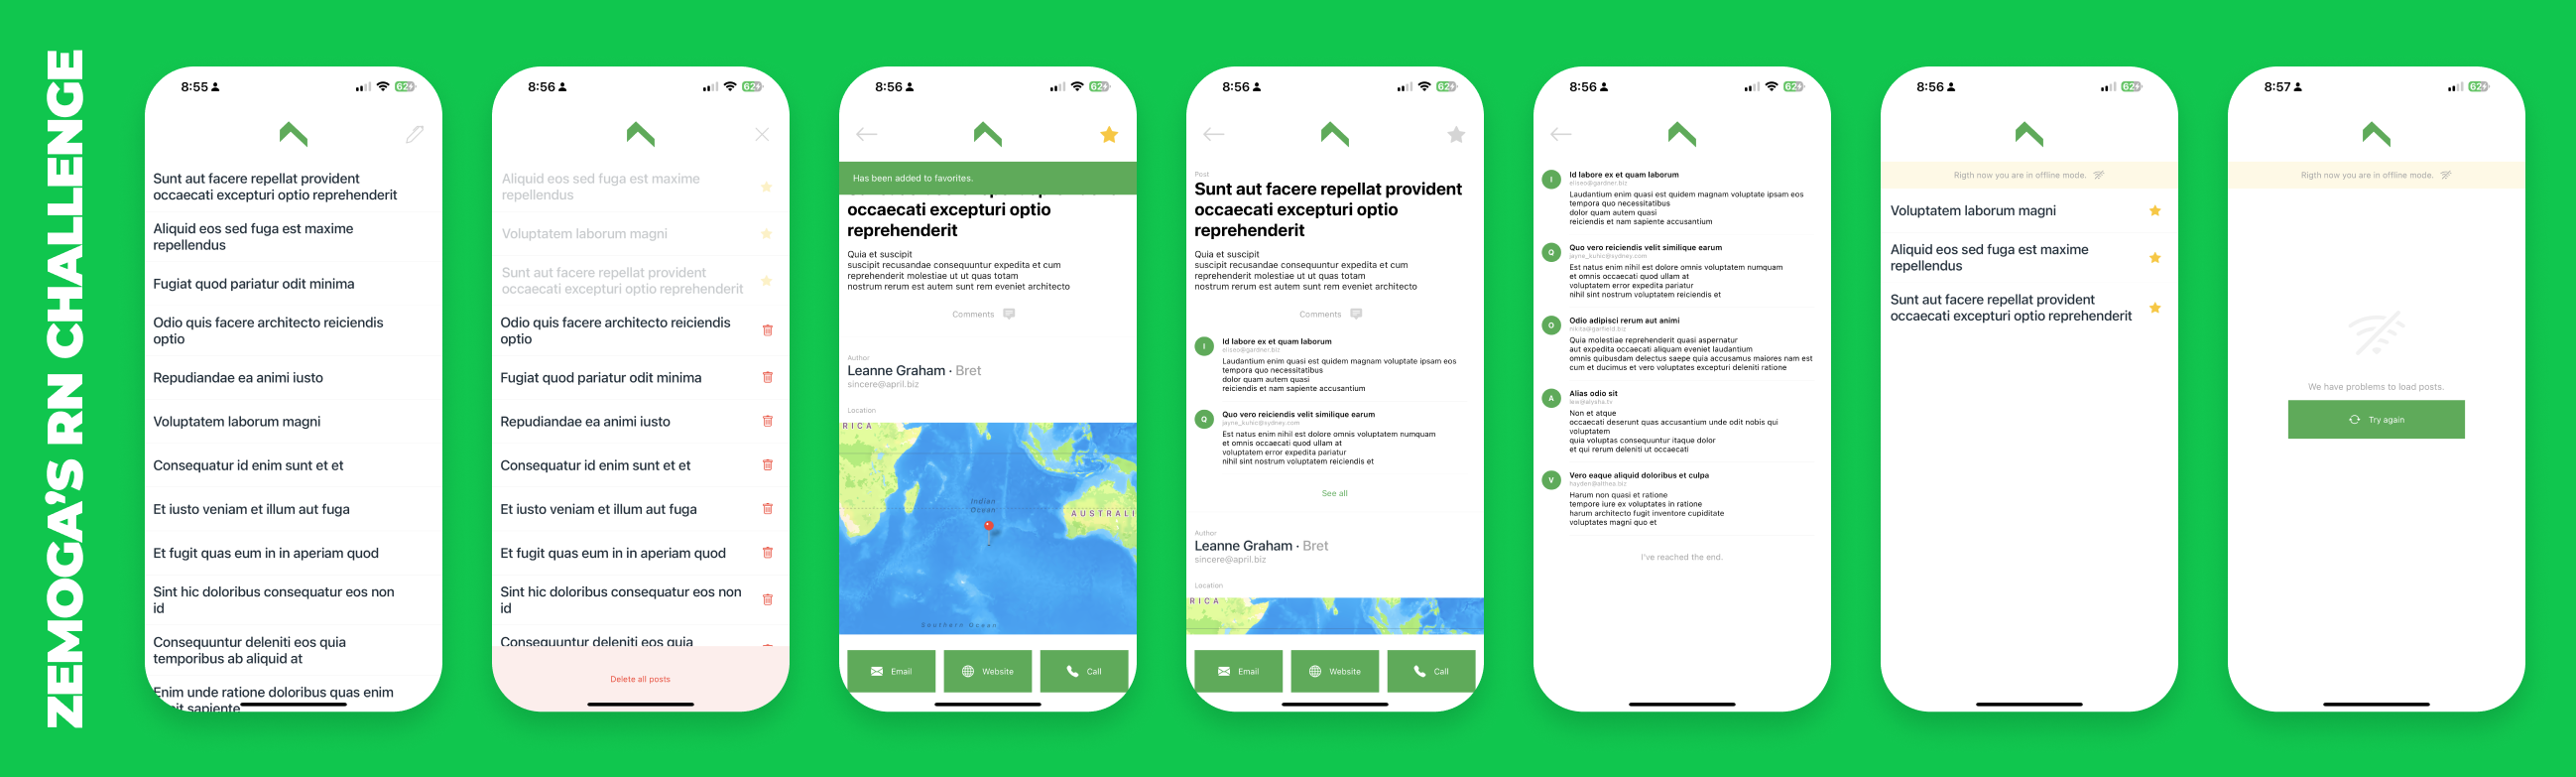 ZEMOGA'S RN CHALLENGE
8:55
62
Sunt aut facere repellat provident
occaecati excepturi optio reprehenderit
Aliquid eos sed fuga est maxime
repellendus
Fugiat quod pariatur odit minima
Odio quis facere architecto reiciendis
optio
Repudiandae ea animi iusto
Voluptatem laborum magni
Consequatur id enim sunt et et
Et iusto veniam et illum aut fuga
Et fugit quas eum in in aperiam quod
Sint hic doloribus consequatur eos non
id
Consequuntur deleniti eos quia
temporibus ab aliquid at
Enim unde ratione doloribus quas enim
sapiente
8:56
62
Aliquid eos sed fuga est maxime
repellendus
Voluptatem laborum magni
Sunt aut facere repellat provident
occaecati excepturi optio reprehenderit
Odio quis facere architecto reiciendis
optio
Fugiat quod pariatur odit minima
Repudiandae ea animi iusto
Consequatur id enim sunt et et
Et iusto veniam et illum aut fuga
Et fugit quas eum in in aperiam quod
Sint hic doloribus consequatur eos non
id
Consequuntur deleniti eos quia
Delete all posts
8:56
62
Has been added to favorites.
occaecati excepturi optio
reprehenderit
Quia et suscipit
suscipit recusandae consequuntur expedita et cum
reprehenderit molestiae ut ut quas totam
nostrum rerum est autem sunt rem eveniet architecto
Comments
Author
Leanne Graham · Bret
sincere@april.biz
Location
RICA
Indian
Ocean
AUSTRALI
Southern Ocean
Email
Website
Call
8:56
62
Post
Sunt aut facere repellat provident
occaecati excepturi optio
reprehenderit
Quia et suscipit
suscipit recusandae consequuntur expedita et cum
reprehenderit molestiae ut ut quas totam
nostrum rerum est autem sunt rem eveniet architecto
Comments
I
Id labore ex et quam laborum
eliseo@gardner.biz
Laudantium enim quasi est quidem magnam voluptate ipsam eos
tempora quo necessitatibus
dolor quam autem quasi
reiciendis et nam sapiente accusantium
Q
Quo vero reiciendis velit similique earum
jayne_kuhic@sydney.com
Est natus enim nihil est dolore omnis voluptatem numquam
et omnis occaecati quod ullam at
voluptatem error expedita pariatur
nihil sint nostrum voluptatem reiciendis et
See all
Author
Leanne Graham · Bret
sincere@april.biz
Location
RICA
Email
Website
Call
8:56
62
I
Id labore ex et quam laborum
eliseo@gardner.biz
Laudantium enim quasi est quidem magnam voluptate ipsam eos
tempora quo necessitatibus
dolor quam autem quasi
reiciendis et nam sapiente accusantium
Q
Quo vero reiciendis velit similique earum
jayne_kuhic@sydney.com
Est natus enim nihil est dolore omnis voluptatem numquam
et omnis occaecati quod ullam at
voluptatem error expedita pariatur
nihil sint nostrum voluptatem reiciendis et
O
Odio adipisci rerum aut animi
nikita@garfield.biz
Quia molestiae reprehenderit quasi aspernatur
aut expedita occaecati aliquam eveniet laudantium
omnis quibusdam delectus saepe quia accusamus maiores nam est
cum et ducimus et vero voluptates excepturi deleniti ratione
A
Alias odio sit
lew@alysha.tv
Non et atque
occaecati deserunt quas accusantium unde odit nobis qui
voluptatem
quia voluptas consequuntur itaque dolor
et qui rerum deleniti ut occaecati
V
Vero eaque aliquid doloribus et culpa
hayden@althea.biz
Harum non quasi et ratione
tempore iure ex voluptates in ratione
harum architecto fugit inventore cupiditate
voluptates magni quo et
I've reached the end.
8:56
62
Rigth now you are in offline mode.
Voluptatem laborum magni
Aliquid eos sed fuga est maxime
repellendus
Sunt aut facere repellat provident
occaecati excepturi optio reprehenderit
8:57
62
Rigth now you are in offline mode.
We have problems to load posts.
Try again